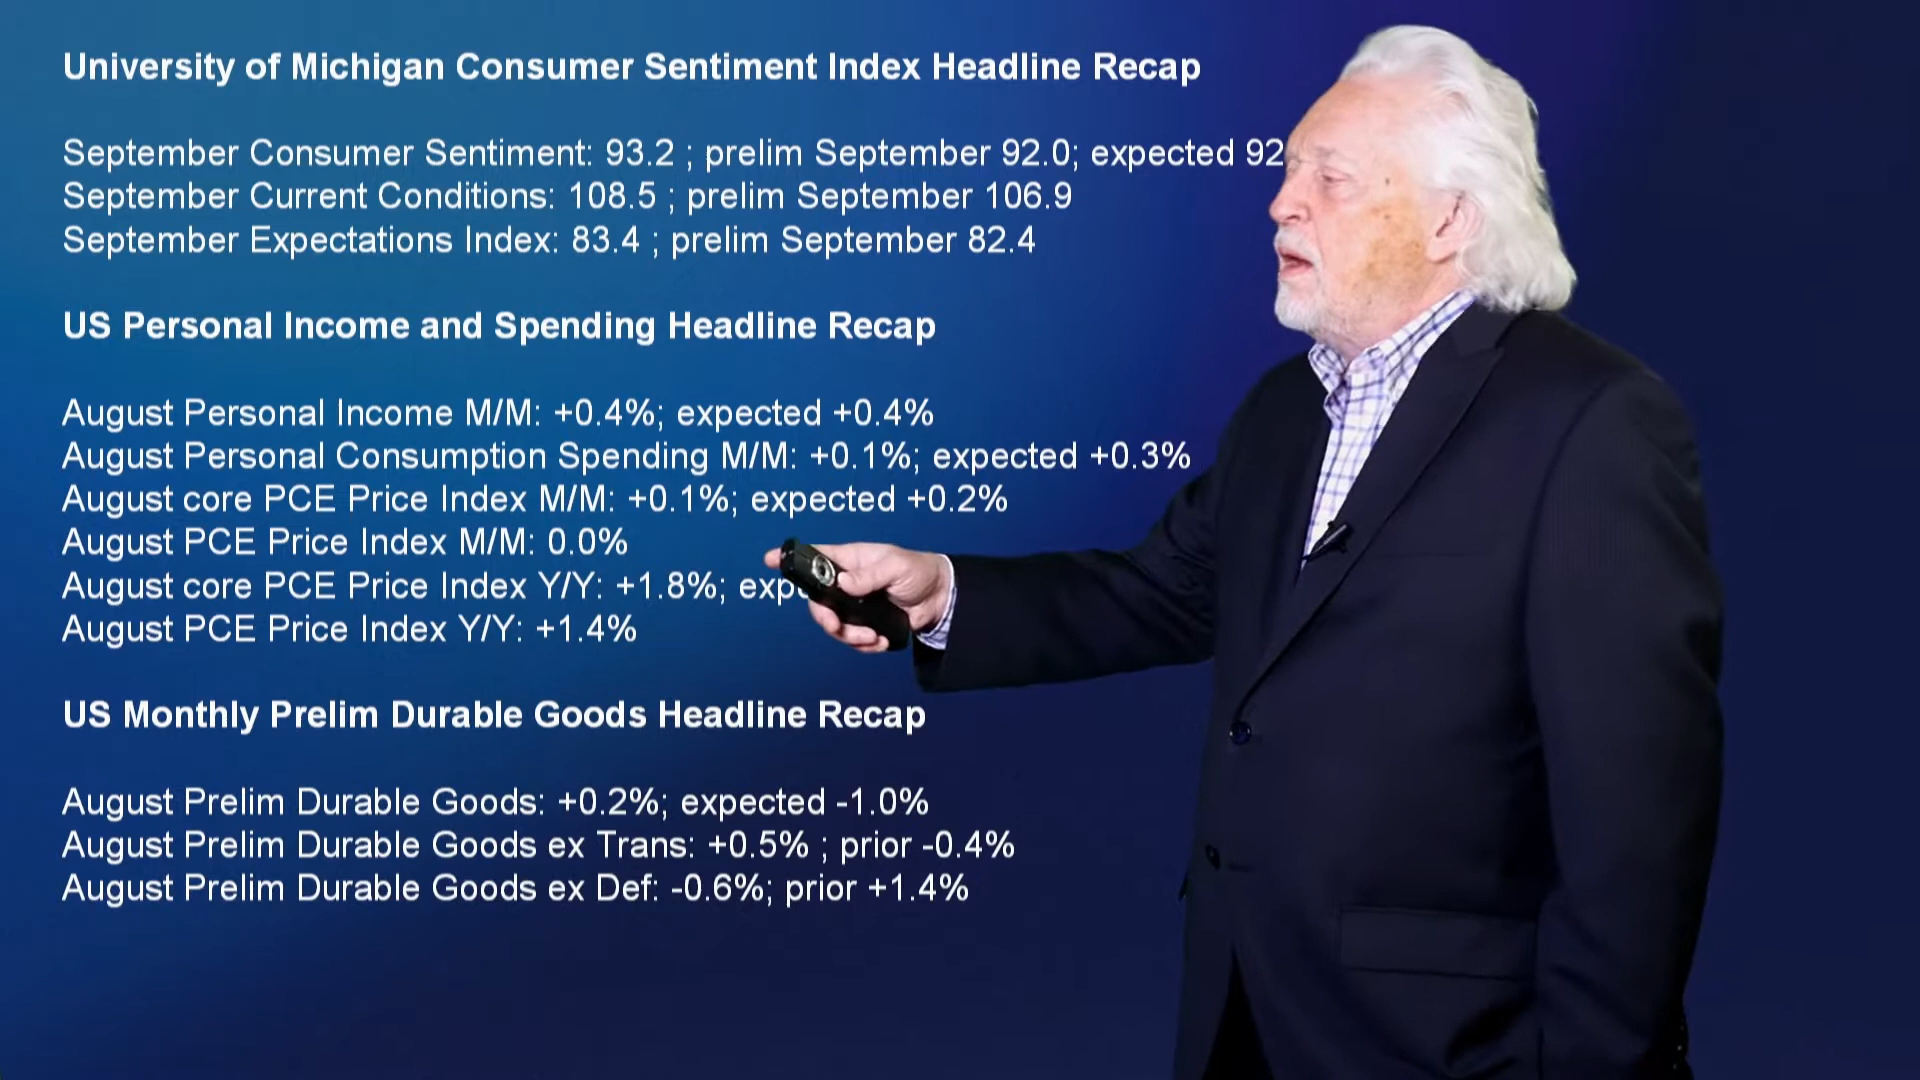 University of Michigan Consumer Sentiment Index Headline Recap
September Consumer Sentiment: 93.2 ; prelim September 92.0; expected
September Current Conditions: 108.5 ; prelim September 106.9
September Expectations Index: 83.4 ; prelim September 82.4
US Personal Income and Spending Headline Recap
August Personal Income M/M: +0.4%; expected +0.4%
August Personal Consumption Spending M/M: +0.1%; expected +0.3%
August core PCE Price Index M/M: +0.1%; expected +0.2%
August PCE Price Index M/M: 0.0%
August core PCE Price Index Y/Y: +1.8%;
August PCE Price Index Y/Y: +1.4%
US Monthly Prelim Durable Goods Headline Recap
August Prelim Durable Goods: +0.2%; expected -1.0%
August Prelim Durable Goods ex Trans: +0.5% ; prior -0.4%
August Prelim Durable Goods ex Def: -0.6%; prior +1.4%